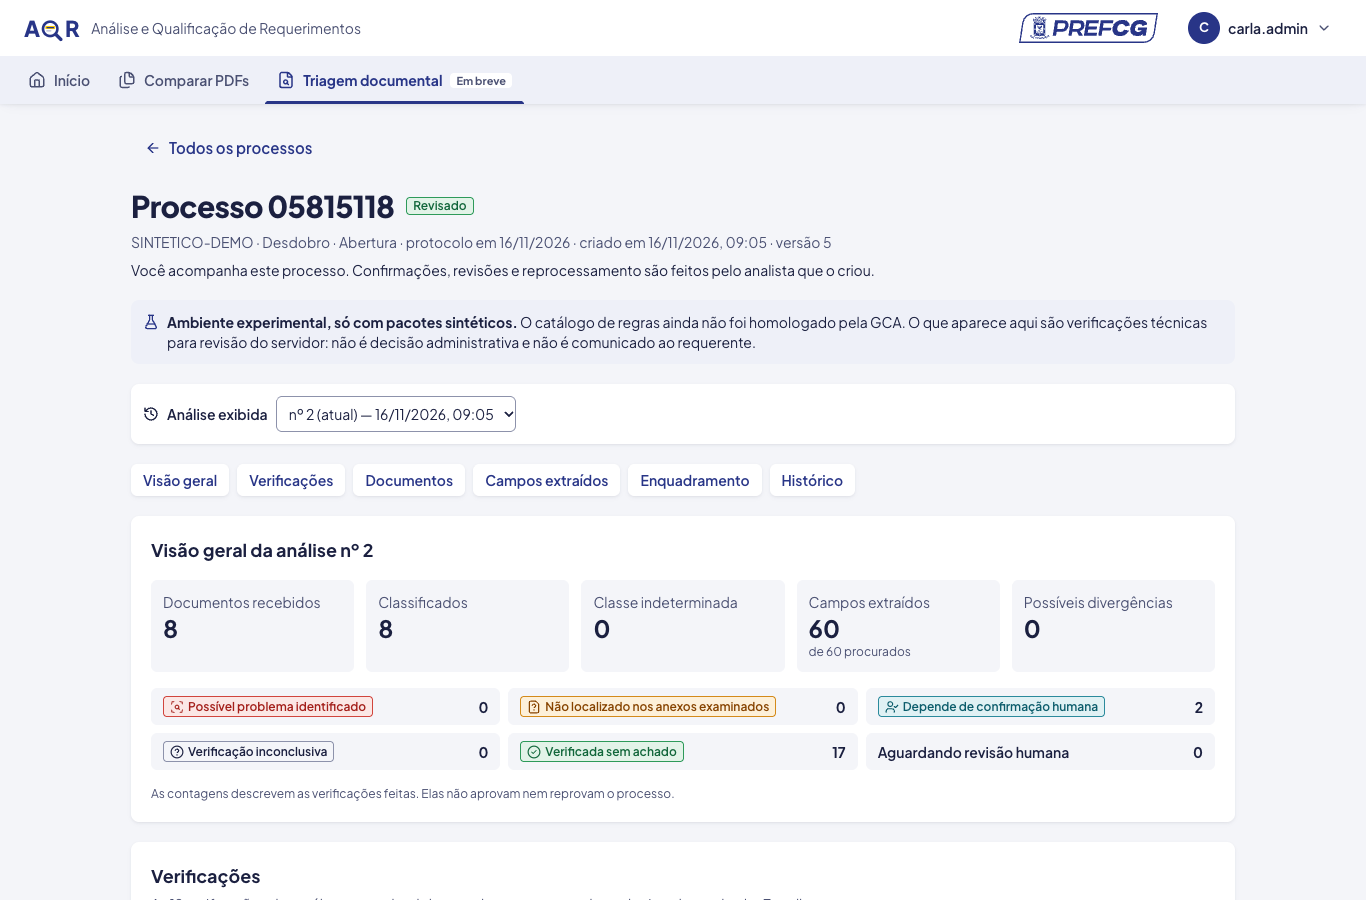 AQR Análise e Qualificação de Requerimentos
PREFCG
C carla.admin
Início
Comparar PDFs
Triagem documental Em breve
Todos os processos
Processo 05815118 Revisado
SINTETICO-DEMO · Desdobro · Abertura · protocolo em 16/11/2026 · criado em 16/11/2026, 09:05 · versão 5
Você acompanha este processo. Confirmações, revisões e reprocessamento são feitos pelo analista que o criou.
Ambiente experimental, só com pacotes sintéticos. O catálogo de regras ainda não foi homologado pela GCA. O que aparece aqui são verificações técnicas
para revisão do servidor: não é decisão administrativa e não é comunicado ao requerente.
Análise exibida nº 2 (atual) — 16/11/2026, 09:05
Visão geral
Verificações
Documentos
Campos extraídos
Enquadramento
Histórico
Visão geral da análise nº 2
Documentos recebidos
8
Classificados
8
Classe indeterminada
0
Campos extraídos
60
de 60 procurados
Possíveis divergências
0
Possível problema identificado 0
Não localizado nos anexos examinados 0
Depende de confirmação humana 2
Verificação inconclusiva 0
Verificada sem achado 17
Aguardando revisão humana 0
As contagens descrevem as verificações feitas. Elas não aprovam nem reprovam o processo.
Verificações